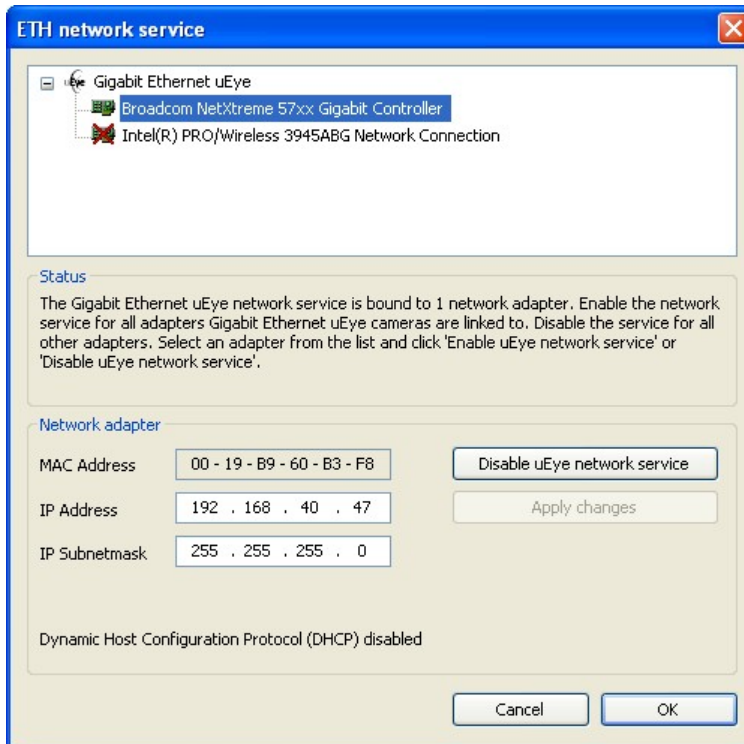 ETH network service
Gigabit Ethernet uEye
Broadcom NetXtreme 57xx Gigabit Controller
Intel(R) PRO/Wireless 3945ABG Network Connection
Status
The Gigabit Ethernet uEye network service is bound to 1 network adapter. Enable the network
service for all adapters Gigabit Ethernet uEye cameras are linked to. Disable the service for all
other adapters. Select an adapter from the list and click 'Enable uEye network service' or
'Disable uEye network service'.
Network adapter
MAC Address 00 - 19 - B9 - 60 - B3 - F8 Disable uEye network service
IP Address 192 . 168 . 40 . 47 Apply changes
IP Subnetmask 255 . 255 . 255 . 0
Dynamic Host Configuration Protocol (DHCP) disabled
Cancel OK